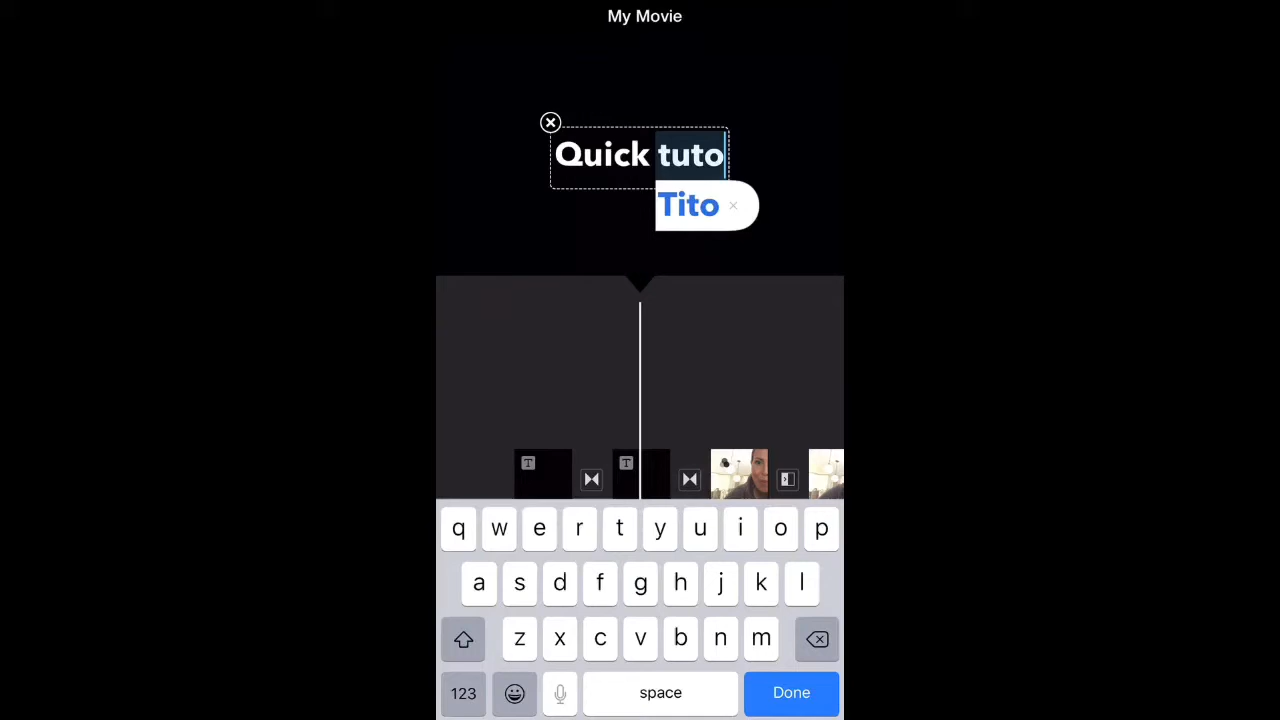 My Movie
Quick tuto
Tito ×
T T
q w e r t y u i o p
a s d f g h j k l
z x c v b n m
123 space Done